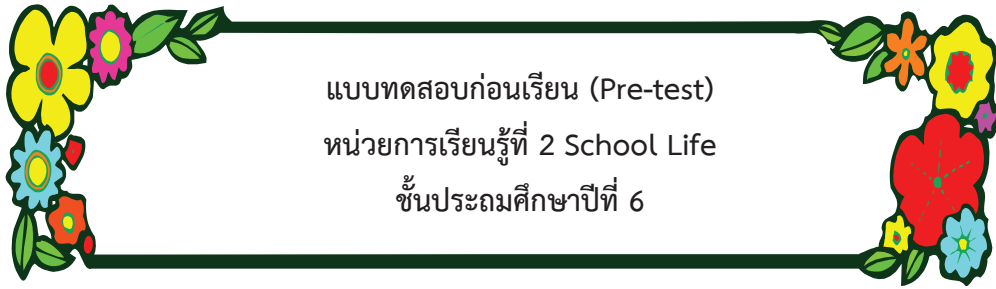 แบบทดสอบก่อนเรียน (Pre-test)
หน่วยการเรียนรู้ที่ 2 School Life
ชั้นประถมศึกษาปีที่ 6